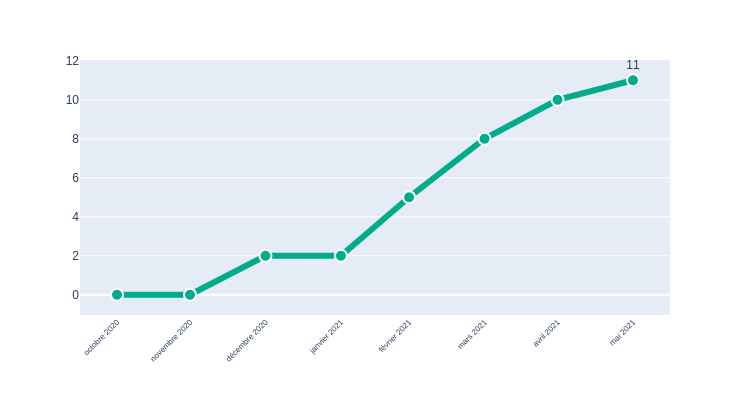 12
11
10
8
6
4
2
0
octobre 2020
novembre 2020
décembre 2020
janvier 2021
février 2021
mars 2021
avril 2021
mai 2021